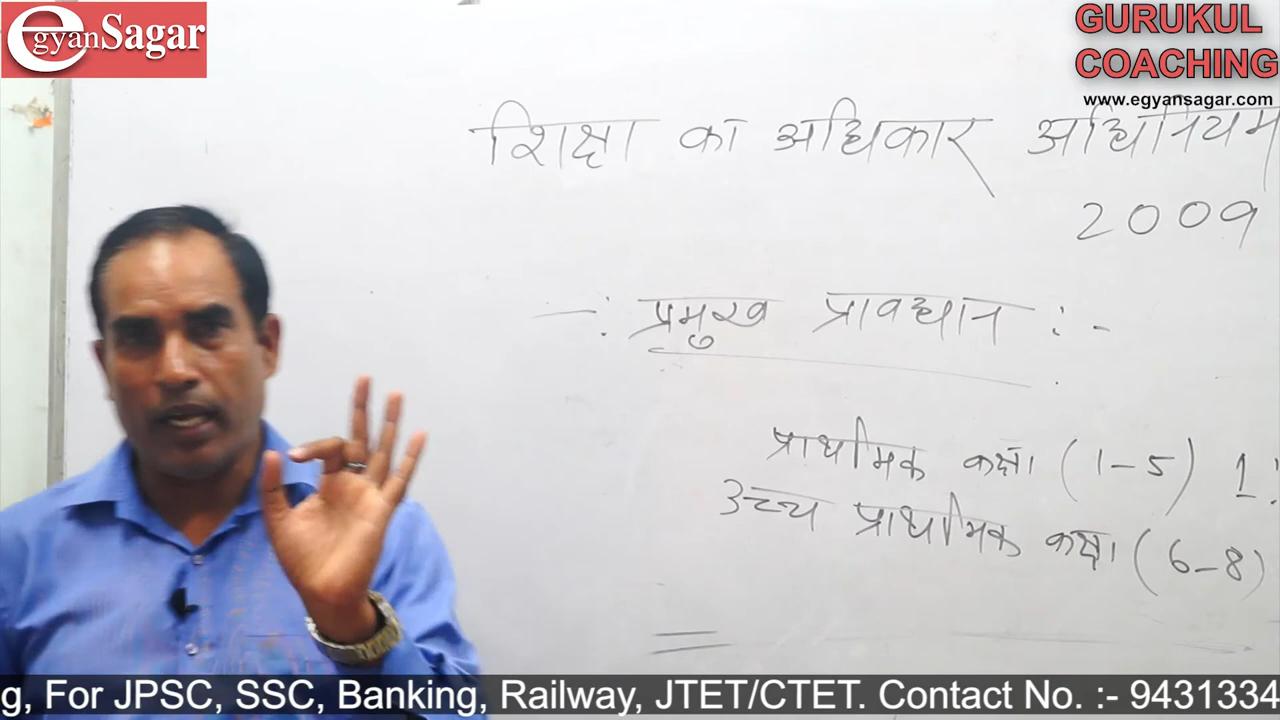 egyanSagar
GURUKUL
COACHING
www.egyansagar.com
शिक्षा का अधिकार अधिनियम
2009
-: प्रमुख प्रावधान :-
प्राथमिक कक्षा (1-5) 1:
उच्च प्राथमिक कक्षा (6-8)
g, For JPSC, SSC, Banking, Railway, JTET/CTET. Contact No. :- 9431334